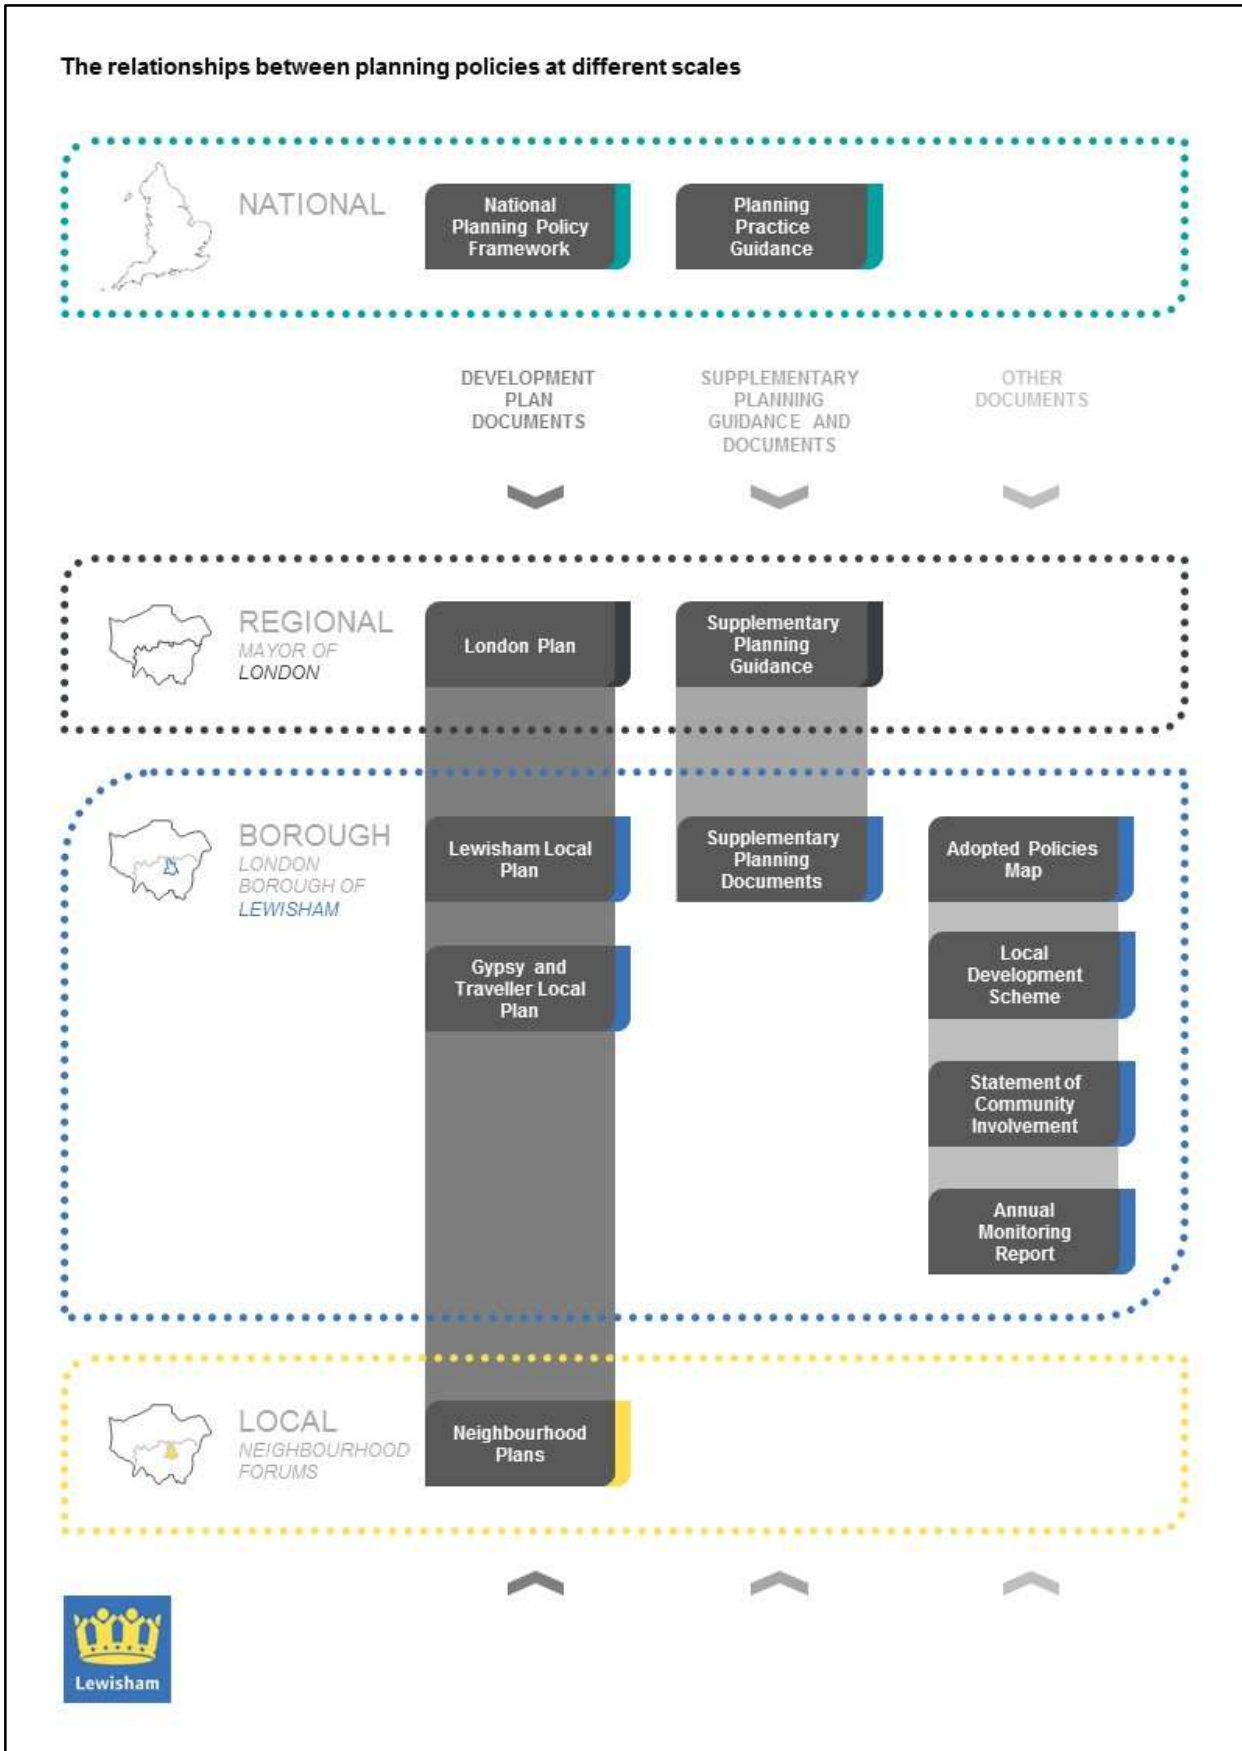 The relationships between planning policies at different scales
NATIONAL
National
Planning Policy
Framework
Planning
Practice
Guidance
DEVELOPMENT
PLAN
DOCUMENTS
SUPPLEMENTARY
PLANNING
GUIDANCE AND
DOCUMENTS
OTHER
DOCUMENTS
REGIONAL
MAYOR OF
LONDON
London Plan
Supplementary
Planning
Guidance
BOROUGH
LONDON
BOROUGH OF
LEWISHAM
Lewisham Local
Plan
Supplementary
Planning
Documents
Adopted Policies
Map
Gypsy and
Traveller Local
Plan
Local
Development
Scheme
Statement of
Community
Involvement
Annual
Monitoring
Report
LOCAL
NEIGHBOURHOOD
FORUMS
Neighbourhood
Plans
Lewisham